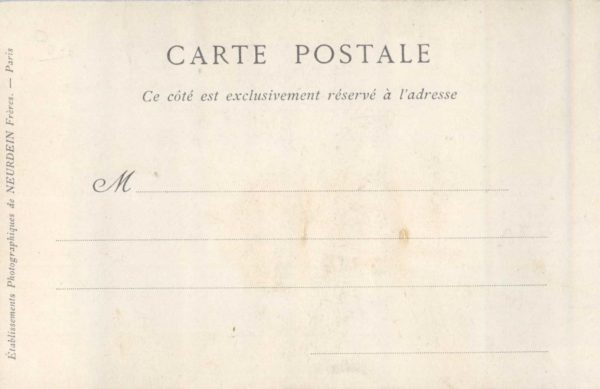 CARTE POSTALE
Ce côté est exclusivement réservé à l'adresse
M
Établissements Photographiques de NEURDEIN Frères. — Paris